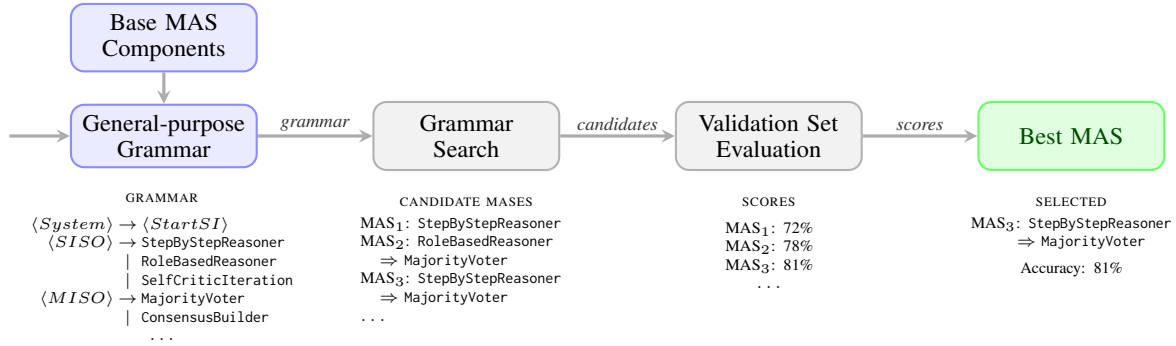 Base MAS
Components
General-purpose
Grammar
grammar
Grammar
Search
candidates
Validation Set
Evaluation
scores
Best MAS
GRAMMAR
⟨System⟩ → ⟨StartSI⟩
⟨SISO⟩ → StepByStepReasoner
| RoleBasedReasoner
| SelfCriticIteration
⟨MISO⟩ → MajorityVoter
| ConsensusBuilder
...
CANDIDATE MASES
MAS₁: StepByStepReasoner
MAS₂: RoleBasedReasoner
⇒ MajorityVoter
MAS₃: StepByStepReasoner
⇒ MajorityVoter
...
SCORES
MAS₁: 72%
MAS₂: 78%
MAS₃: 81%
...
SELECTED
MAS₃: StepByStepReasoner
⇒ MajorityVoter
Accuracy: 81%